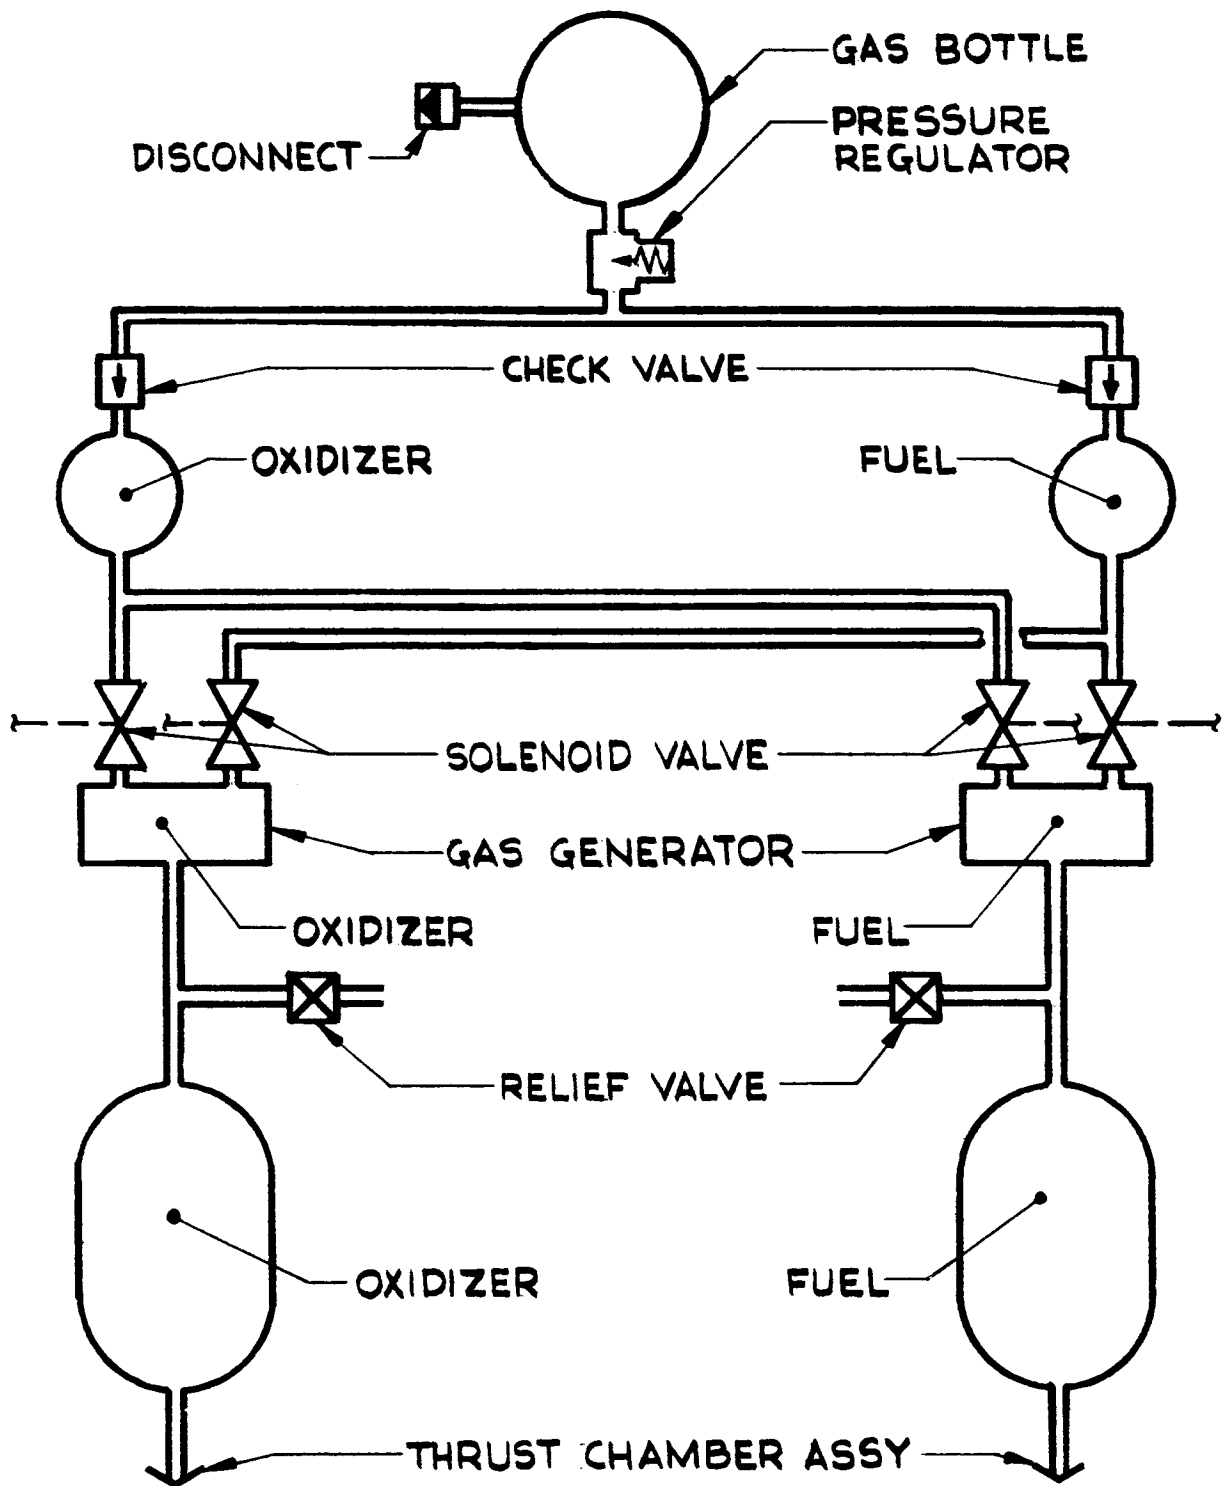 GAS BOTTLE
PRESSURE
REGULATOR
DISCONNECT
CHECK VALVE
OXIDIZER
FUEL
SOLENOID VALVE
GAS GENERATOR
OXIDIZER
FUEL
RELIEF VALVE
OXIDIZER
FUEL
THRUST CHAMBER ASSY